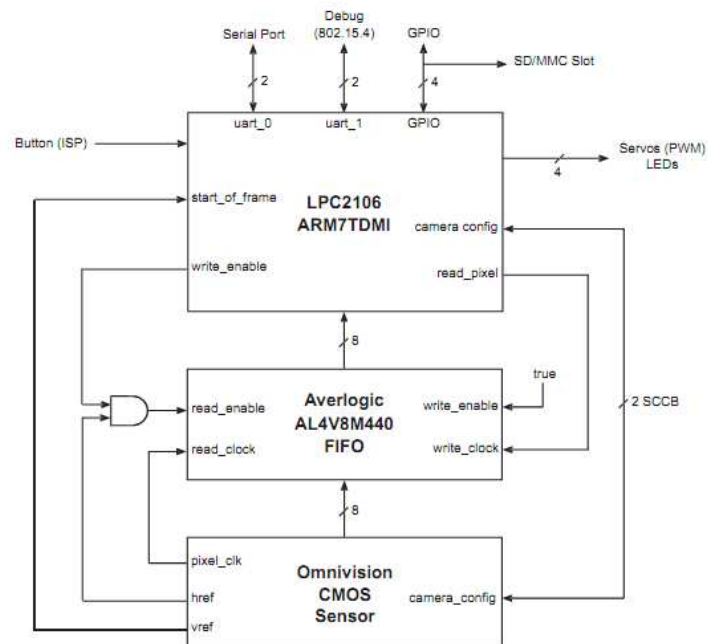 Debug
Serial Port
(802.15.4)
GPIO
SD/MMC Slot
2
2
4
uart_0
uart_1
GPIO
Button (ISP)
Servos (PWM)
LEDs
4
start_of_frame
LPC2106
ARM7TDMI
camera config
write_enable
read_pixel
8
true
Averlogic
AL4V8M440
FIFO
read_enable
write_enable
read_clock
write_clock
2 SCCB
8
pixel_clk
Omnivision
CMOS
Sensor
href
camera_config
vref